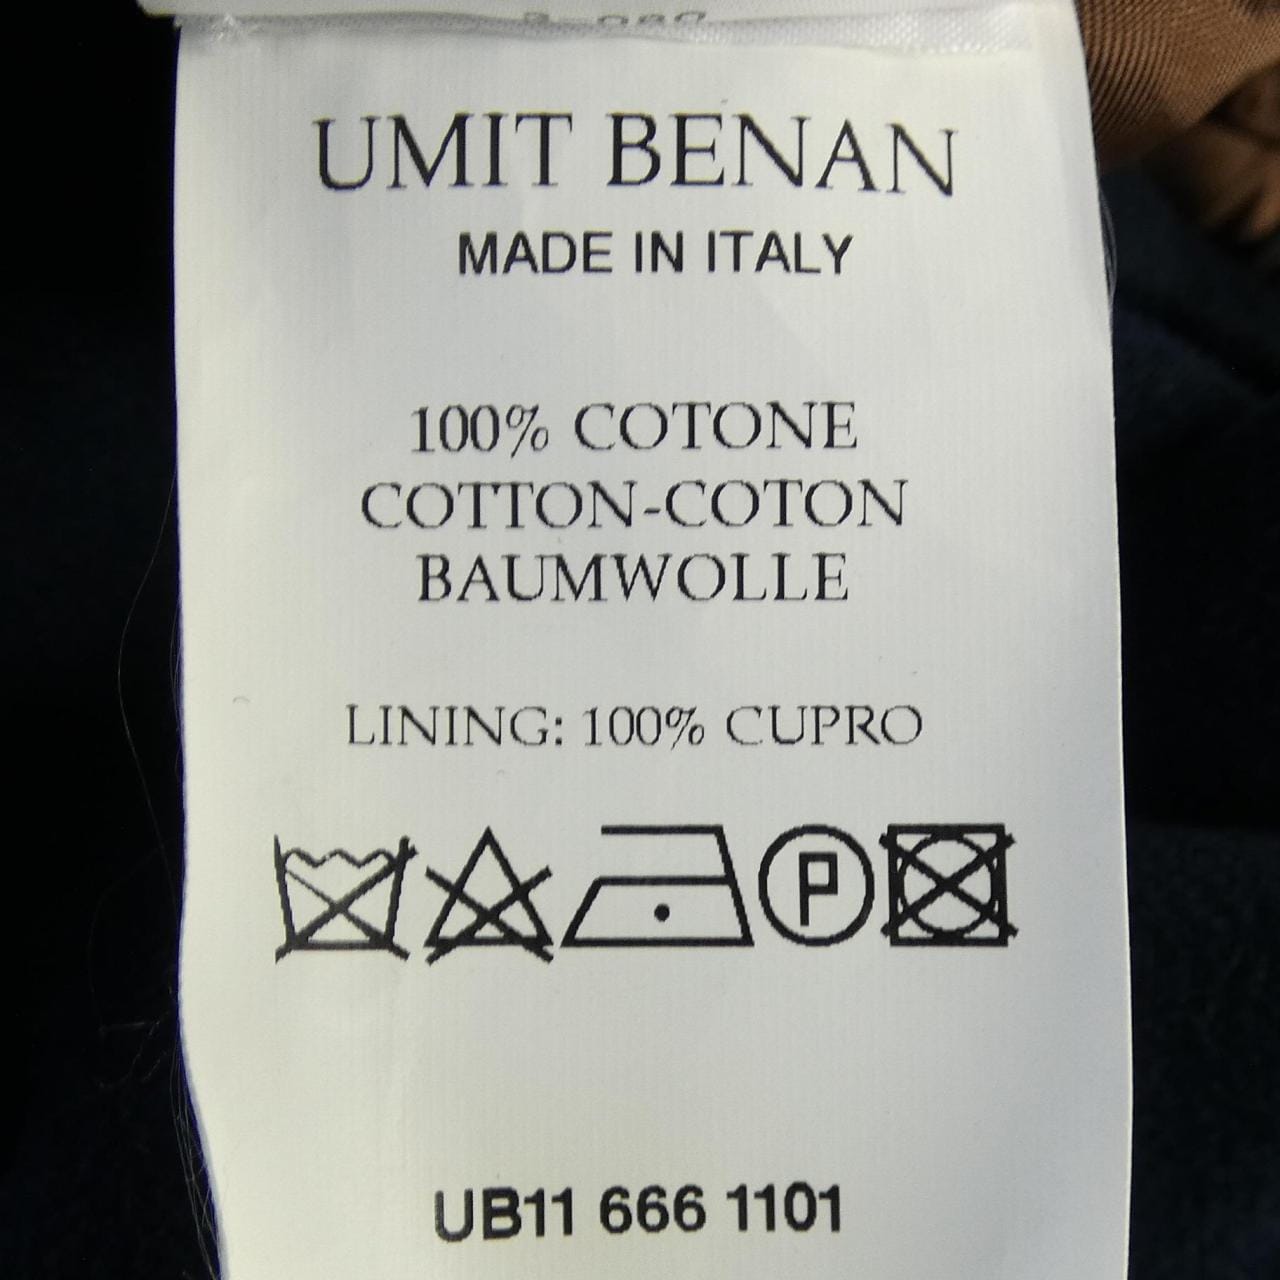 UMIT BENAN
MADE IN ITALY
100% COTONE
COTTON-COTON
BAUMWOLLE
LINING: 100% CUPRO
P
UB11 666 1101